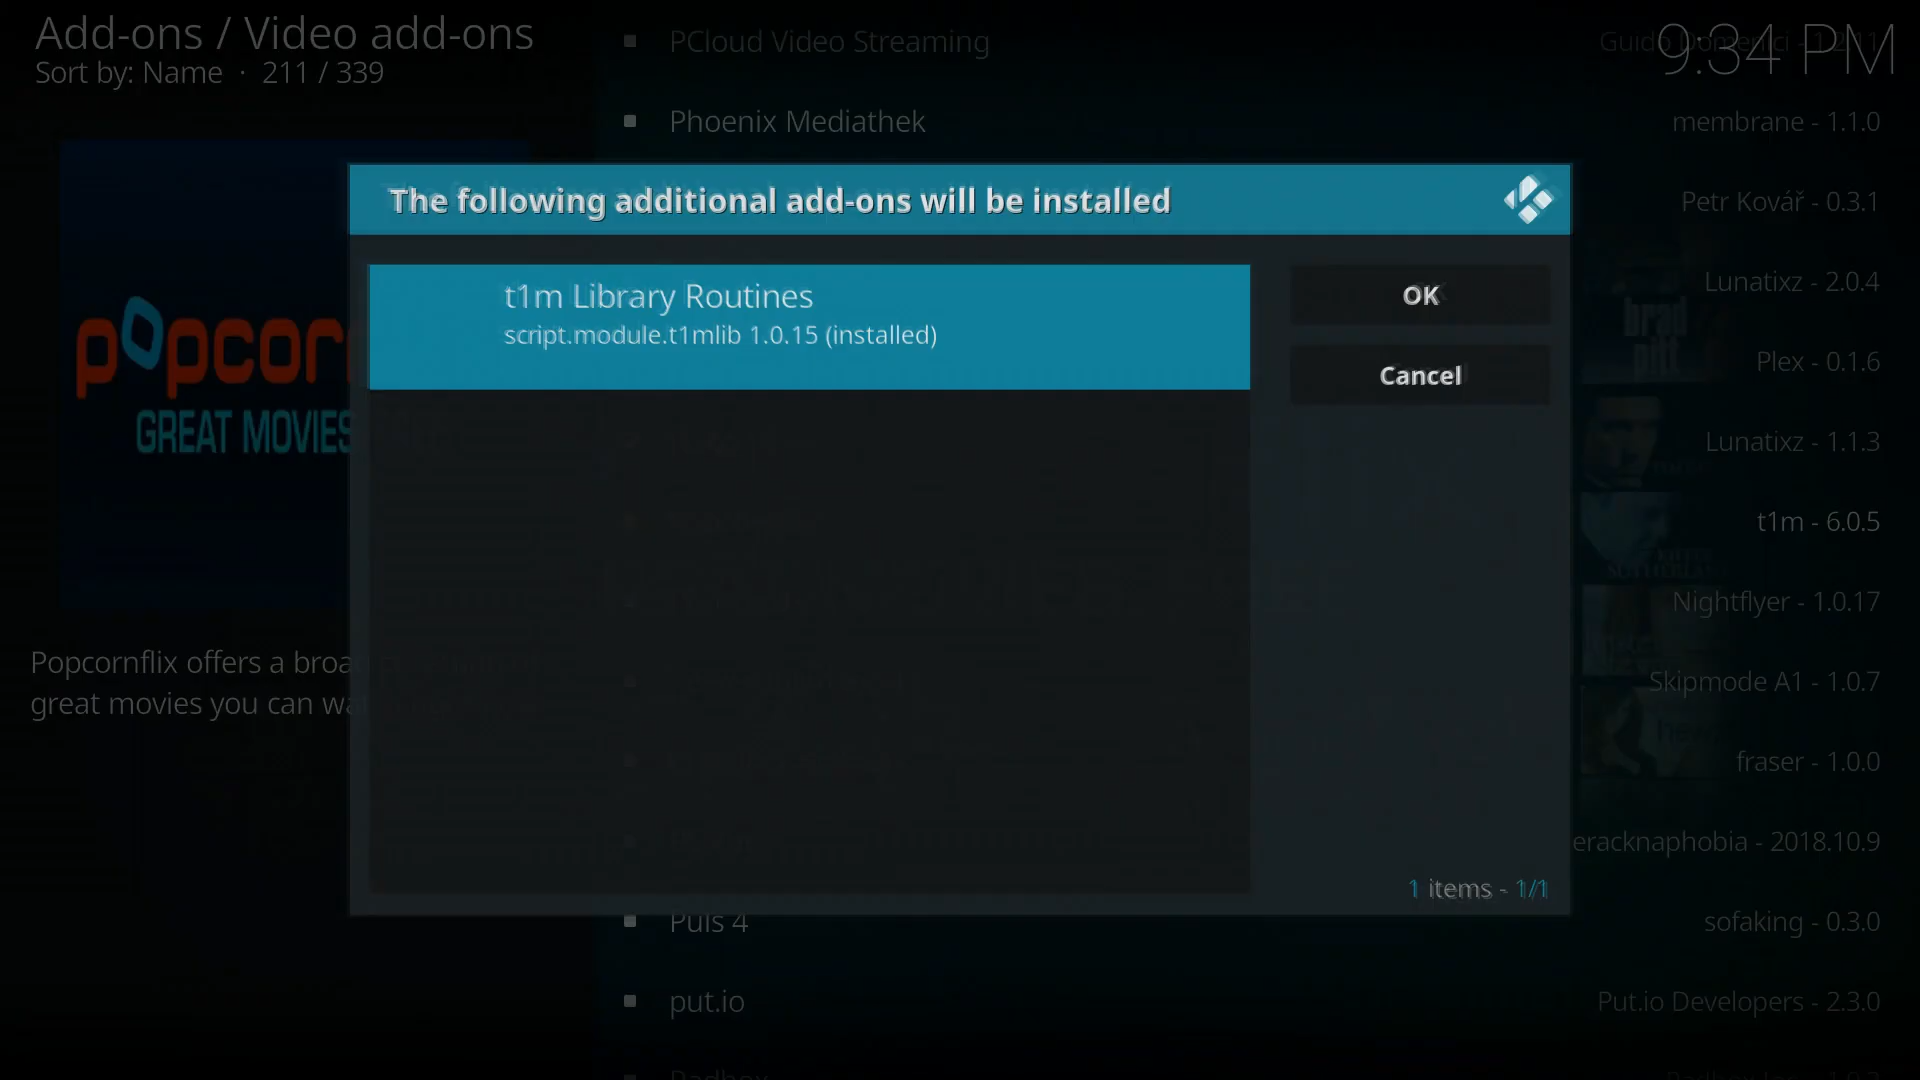 Add-ons / Video add-ons
Sort by: Name · 211 / 339
9:34 PM
PCloud Video Streaming
Phoenix Mediathek
membrane - 1.1.0
The following additional add-ons will be installed
Petr Kovář - 0.3.1
t1m Library Routines
script.module.t1mlib 1.0.15 (installed)
OK
Cancel
Lunatixz - 2.0.4
brad
pitt
Plex - 0.1.6
popcor
GREAT MOVIES
Lunatixz - 1.1.3
t1m - 6.0.5
Nightflyer - 1.0.17
Popcornflix offers a broa
great movies you can wa
Skipmode A1 - 1.0.7
fraser - 1.0.0
eracknaphobia - 2018.10.9
1 items - 1/1
Puls 4
sofaking - 0.3.0
put.io
Put.io Developers - 2.3.0